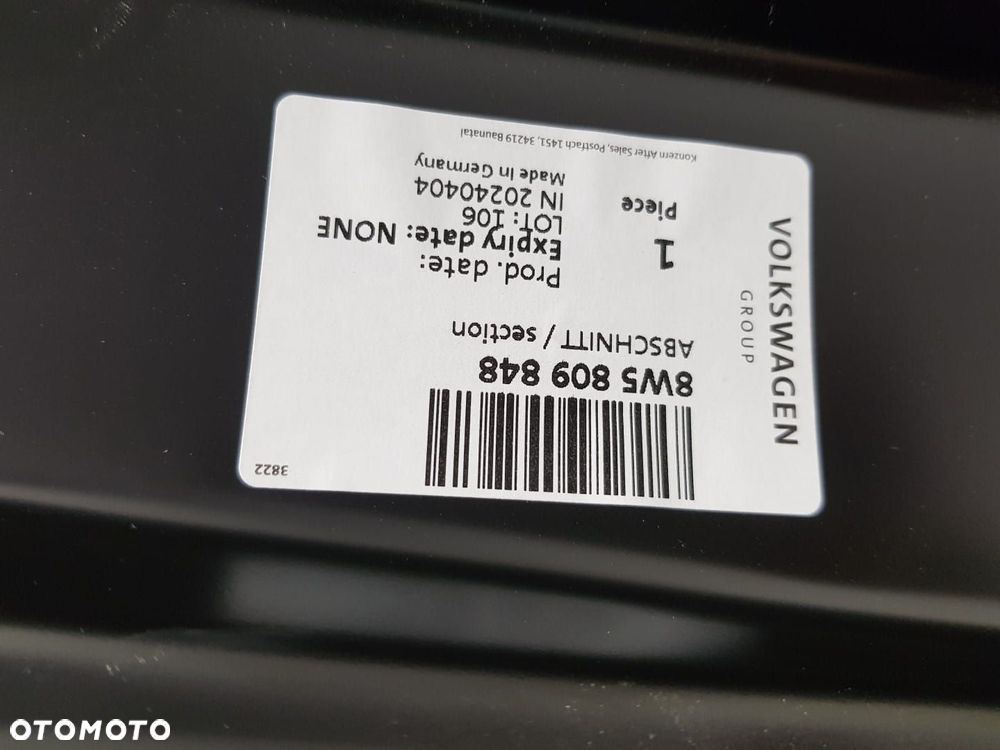 VOLKSWAGEN
GROUP
8W5 809 848
ABSCHNITT / section
Prod. date:
Expiry date: NONE
LOT: 106
IN 20240404
Made in Germany
1
Piece
Konzern After Sales, Postfach 1451, 34219 Baunatal
3822
OTOMOTO